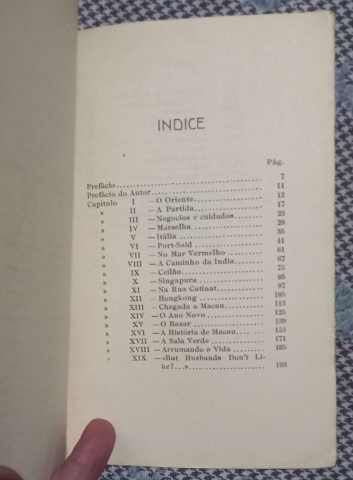 INDICE
Pág.
Prefácio 7
Prefácio do Autor 11
Capítulo I —O Oriente 13
» II —A Partida 17
» III —Negocios e cuidados 23
» IV —Marselha 29
» V —Itália 35
» VI —Port-Said 41
» VII —No Mar Vermelho 61
» VIII —A Caminho da India 67
» IX —Ceilão 75
» X —Singapura 85
» XI —Na Rua Catinat 97
» XII —Hongkong 105
» XIII —Chegada a Macau 113
» XIV —O Ano Novo 125
» XV —O Bazar 139
» XVI —A História de Macau 153
» XVII —A Sala Verde 171
» XVIII —Arrumando a Vida 185
» XIX —«But Husbands Don't Li-
ke!...» 193